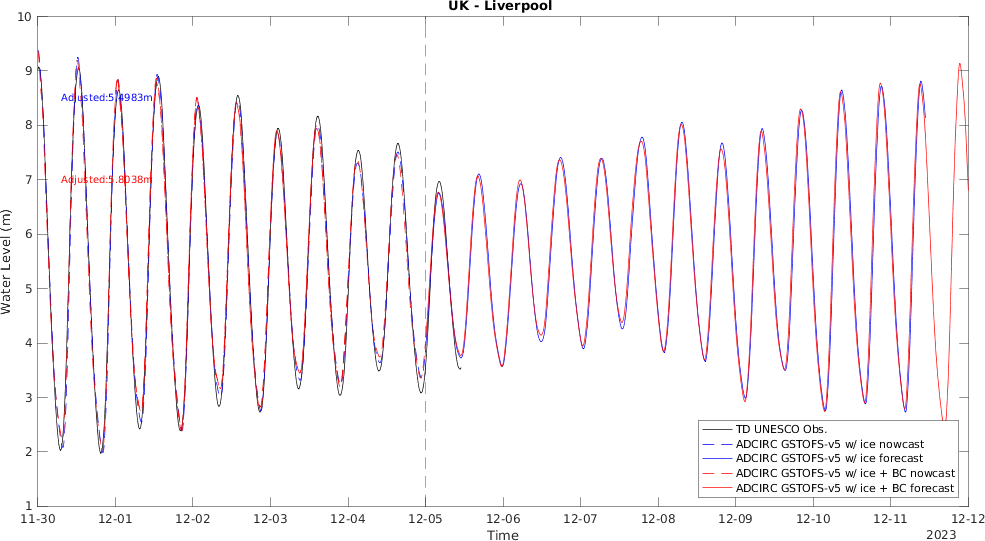 UK - Liverpool
10
9
8
7
6
5
4
3
2
1
Water Level (m)
Adjusted:5.4983m
Adjusted:5.8038m
TD UNESCO Obs.
ADCIRC GSTOFS-v5 w/ ice nowcast
ADCIRC GSTOFS-v5 w/ ice forecast
ADCIRC GSTOFS-v5 w/ ice + BC nowcast
ADCIRC GSTOFS-v5 w/ ice + BC forecast
11-30 12-01 12-02 12-03 12-04 12-05 12-06 12-07 12-08 12-09 12-10 12-11 12-12
Time
2023